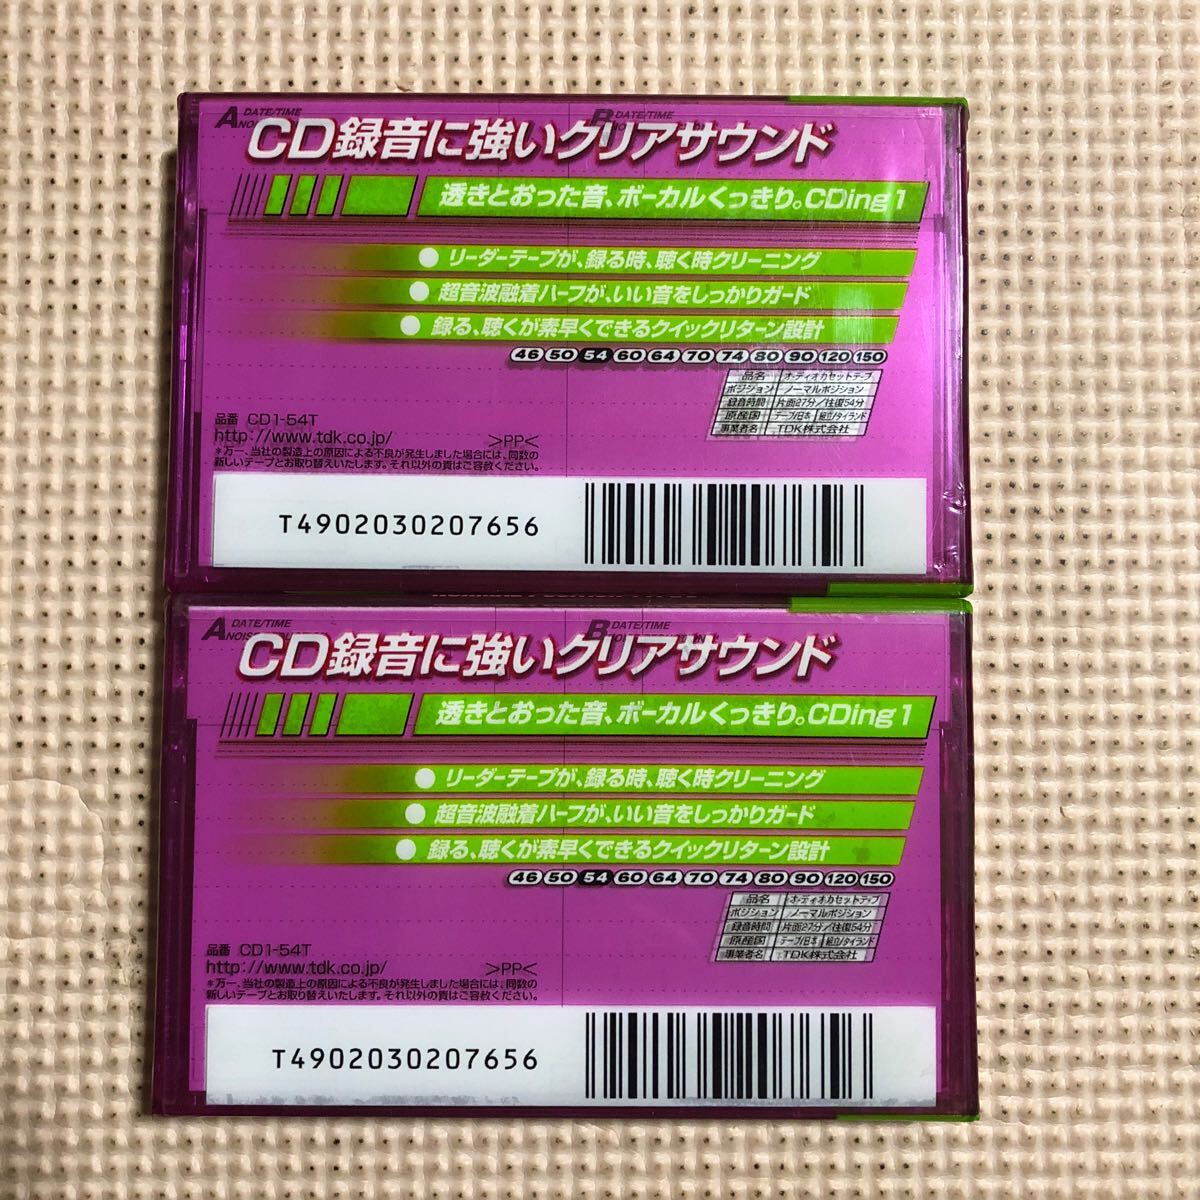 A DATE/TIME
B DATE/TIME
CD録音に強いクリアサウンド
透きとおった音、ボーカルくっきり。CDing1
● リーダーテープが、録る時、聴く時クリーニング
● 超音波融着ハーフが、いい音をしっかりガード
● 録る、聴くが素早くできるクイックリターン設計
46 50 54 60 64 70 74 80 90 120 150
品名 オーディオカセットテープ
ポジション ノーマルポジション
録音時間 片面27分/往復54分
原産国 テープ/日本 組立/タイランド
事業者名 TDK株式会社
品番 CD1-54T
http://www.tdk.co.jp/ >PP<
*万一、当社の製造上の原因による不良が発生しました場合には、同数の
新しいテープとお取り替えいたします。それ以外の責はご容赦ください。
T4902030207656
A DATE/TIME
B DATE/TIME
CD録音に強いクリアサウンド
透きとおった音、ボーカルくっきり。CDing1
● リーダーテープが、録る時、聴く時クリーニング
● 超音波融着ハーフが、いい音をしっかりガード
● 録る、聴くが素早くできるクイックリターン設計
46 50 54 60 64 70 74 80 90 120 150
品名 オーディオカセットテープ
ポジション ノーマルポジション
録音時間 片面27分/往復54分
原産国 テープ/日本 組立/タイランド
事業者名 TDK株式会社
品番 CD1-54T
http://www.tdk.co.jp/ >PP<
*万一、当社の製造上の原因による不良が発生しました場合には、同数の
新しいテープとお取り替えいたします。それ以外の責はご容赦ください。
T4902030207656